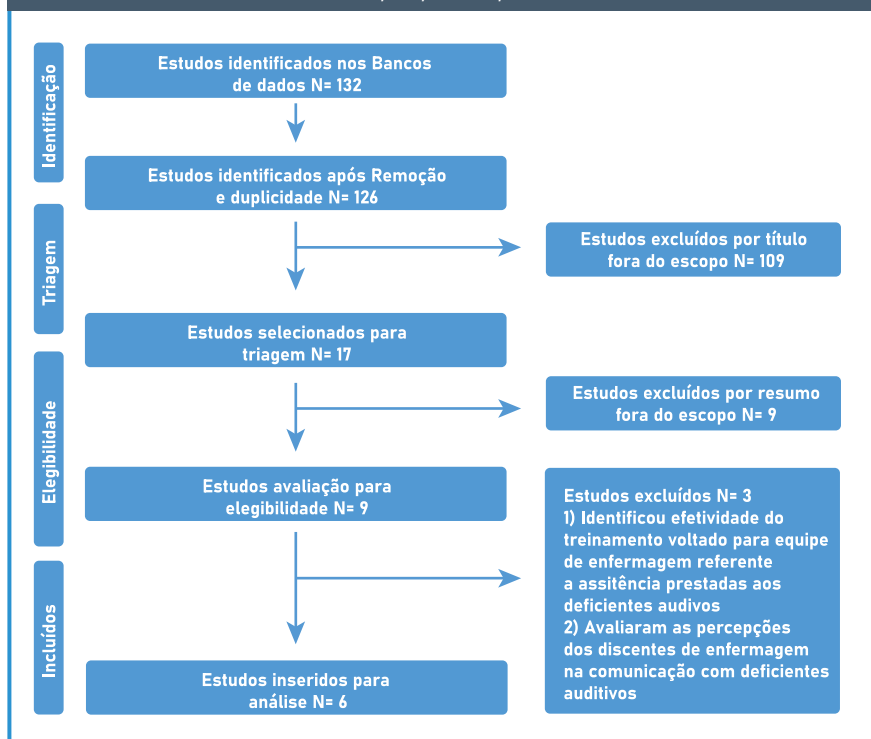 Identificação
Estudos identificados nos Bancos
de dados N= 132
Estudos identificados após Remoção
e duplicidade N= 126
Triagem
Estudos excluídos por título
fora do escopo N= 109
Estudos selecionados para
triagem N= 17
Elegibilidade
Estudos excluídos por resumo
fora do escopo N= 9
Estudos avaliação para
elegibilidade N= 9
Estudos excluídos N= 3
1) Identificou efetividade do
treinamento voltado para equipe
de enfermagem referente
a assitência prestadas aos
deficientes audivos
2) Avaliaram as percepções
dos discentes de enfermagem
na comunicação com deficientes
auditivos
Incluídos
Estudos inseridos para
análise N= 6